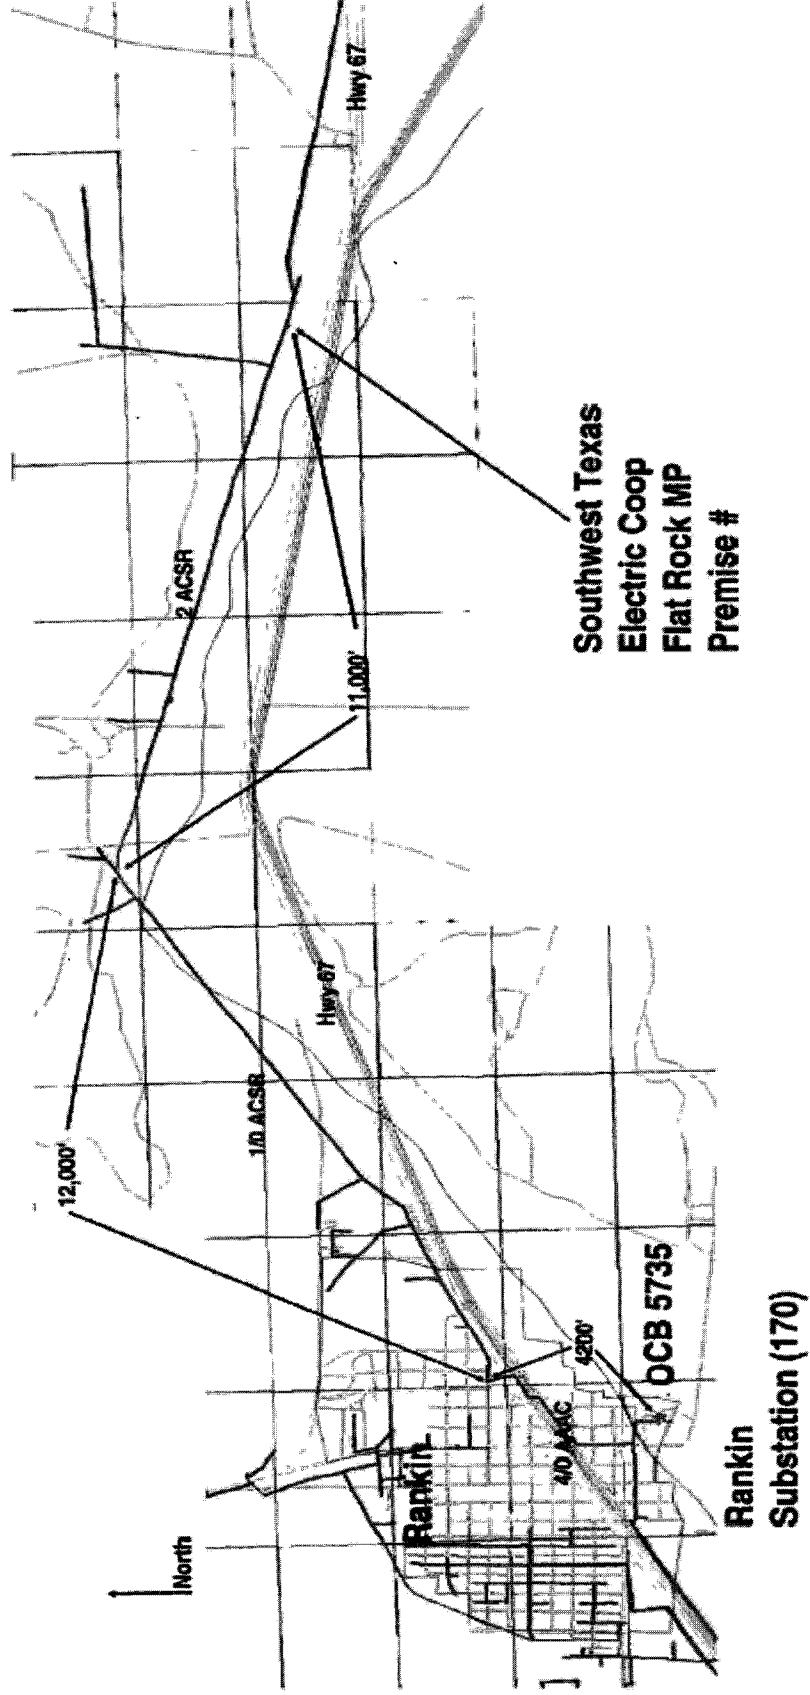 North
12,000'
1/0 ACSR
Hwy 67
2 ACSR
11,000'
Hwy 67
Rankin
4/0 AAAC
4200'
OCB 5735
Rankin
Substation (170)
Southwest Texas
Electric Coop
Flat Rock MP
Premise #